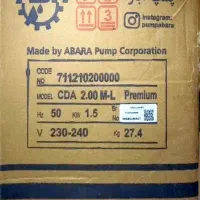 Instagram:
pumpabara
Made by ABARA Pump Corporation
CODE NO 711210200000
MODEL CDA 2.00 M-L Premium
Hz 50 KW 1.5
V 230-240 Kg 27.4